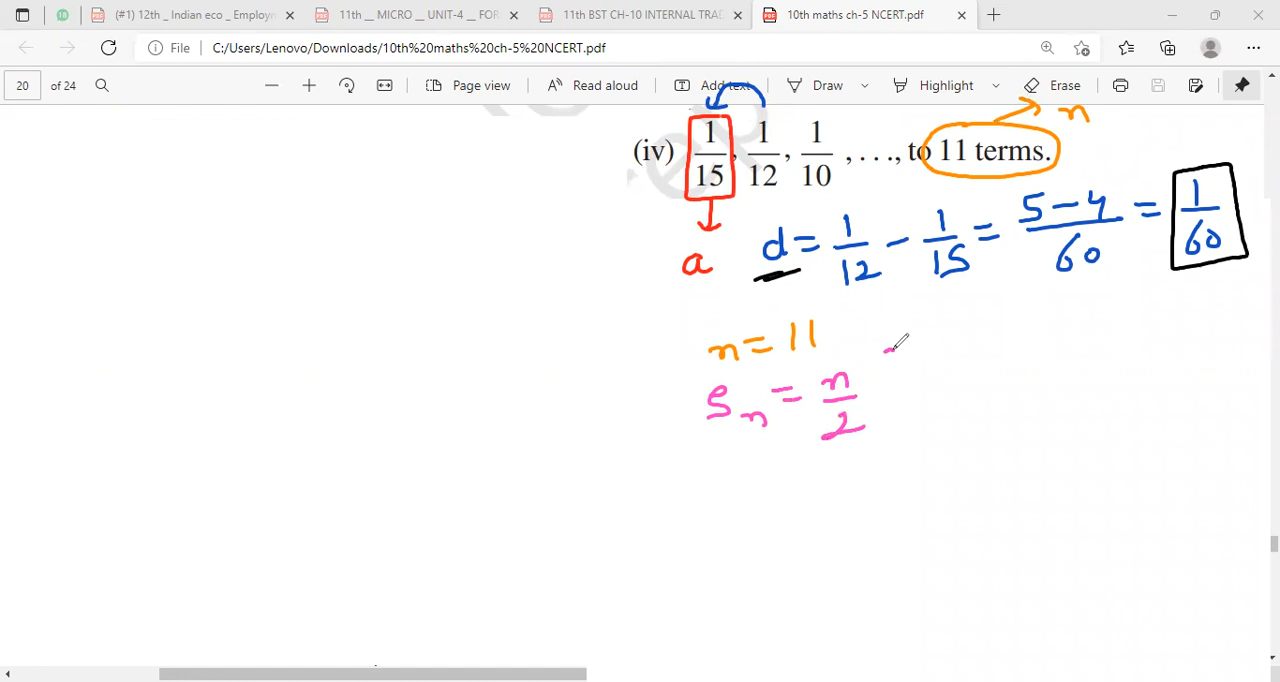 (#1) 12th _ Indian eco _ Employm
11th __ MICRO __ UNIT-4 __ FOR
11th BST CH-10 INTERNAL TRAD
10th maths ch-5 NCERT.pdf
File C:/Users/Lenovo/Downloads/10th%20maths%20ch-5%20NCERT.pdf
20 of 24 Page view Read aloud Add text Draw Highlight Erase
n
(iv) 1/15, 1/12, 1/10, . . ., to 11 terms.
a
d = 1/12 - 1/15 = 5-4/60 = 1/60
n = 11
Sn = n/2